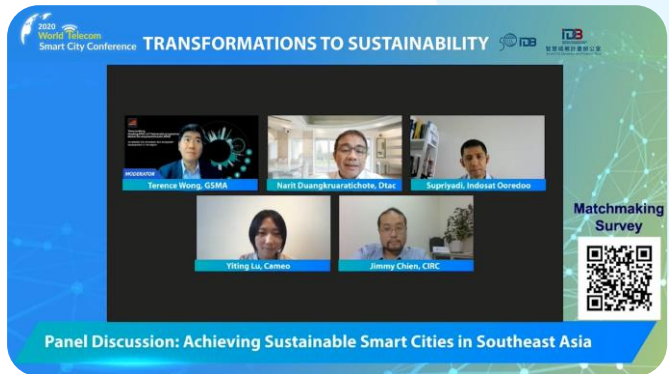 2020
World Telecom
Smart City Conference
TRANSFORMATIONS TO SUSTAINABILITY
IDB
IDB
MODERATOR
Terence Wong, GSMA
Narit Duangkruaratichote, Dtac
Supriyadi, Indosat Ooredoo
Yiting Lu, Cameo
Jimmy Chien, CIRC
Matchmaking
Survey
Panel Discussion: Achieving Sustainable Smart Cities in Southeast Asia